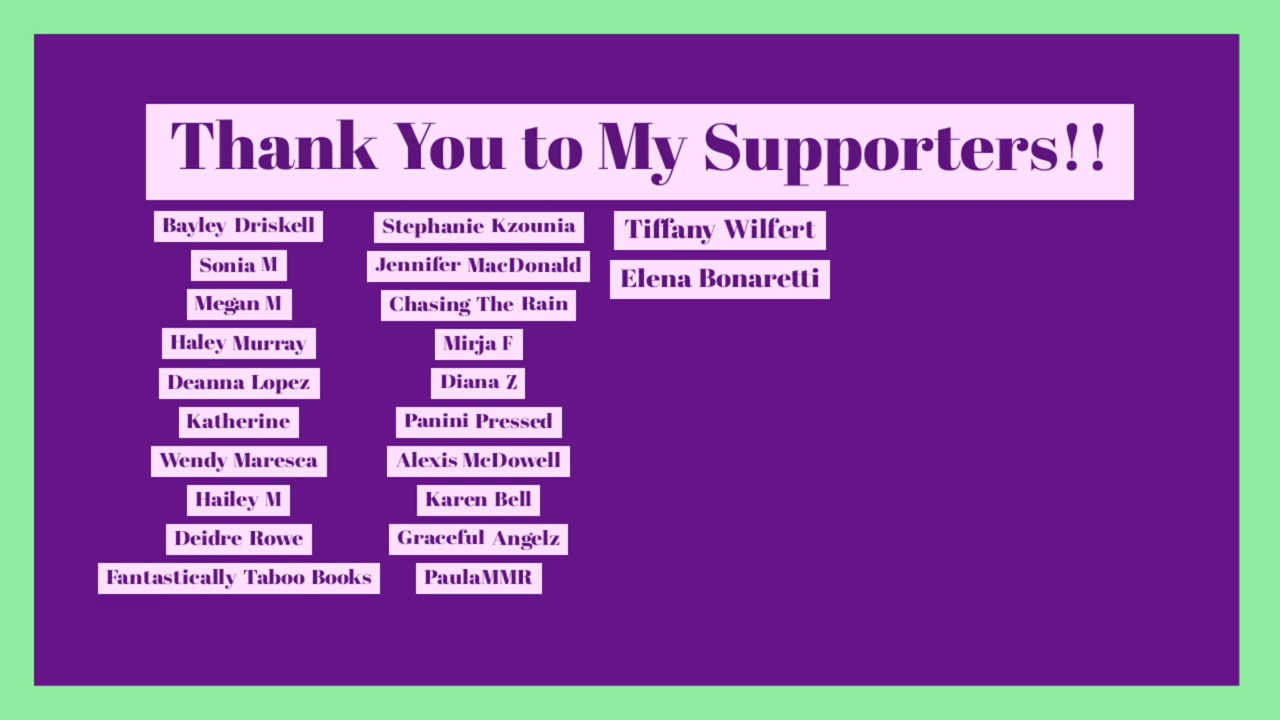 Thank You to My Supporters!!
Bayley Driskell
Sonia M
Megan M
Haley Murray
Deanna Lopez
Katherine
Wendy Maresca
Hailey M
Deidre Rowe
Fantastically Taboo Books
Stephanie Kzounia
Jennifer MacDonald
Chasing The Rain
Mirja F
Diana Z
Panini Pressed
Alexis McDowell
Karen Bell
Graceful Angelz
PaulaMMR
Tiffany Wilfert
Elena Bonaretti